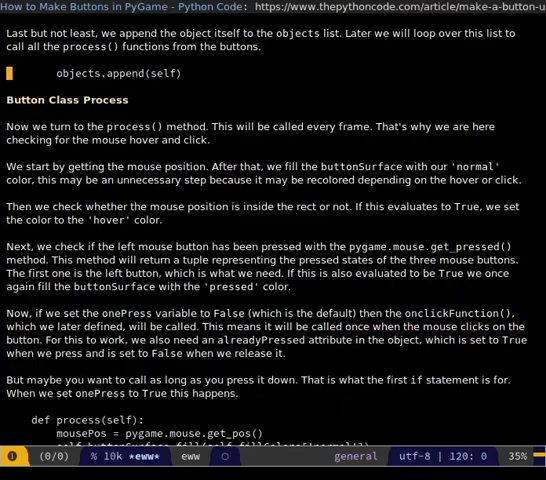 How to Make Buttons in PyGame - Python Code: https://www.thepythoncode.com/article/make-a-button-u
Last but not least, we append the object itself to the objects list. Later we will loop over this list to
call all the process() functions from the buttons.
objects.append(self)
Button Class Process
Now we turn to the process() method. This will be called every frame. That's why we are here
checking for the mouse hover and click.
We start by getting the mouse position. After that, we fill the buttonSurface with our 'normal'
color, this may be an unnecessary step because it may be recolored depending on the hover or click.
Then we check whether the mouse position is inside the rect or not. If this evaluates to True, we set
the color to the 'hover' color.
Next, we check if the left mouse button has been pressed with the pygame.mouse.get_pressed()
method. This method will return a tuple representing the pressed states of the three mouse buttons.
The first one is the left button, which is what we need. If this is also evaluated to be True we once
again fill the buttonSurface with the 'pressed' color.
Now, if we set the onePress variable to False (which is the default) then the onclickFunction(),
which we later defined, will be called. This means it will be called once when the mouse clicks on the
button. For this to work, we also need an alreadyPressed attribute in the object, which is set to True
when we press and is set to False when we release it.
But maybe you want to call as long as you press it down. That is what the first if statement is for.
When we set onePress to True this happens.
def process(self):
mousePos = pygame.mouse.get_pos()
self.buttonSurface.fill(self.fillColors['normal'])
1 (0/0) % 10k *eww* eww general utf-8 | 120: 0 35%